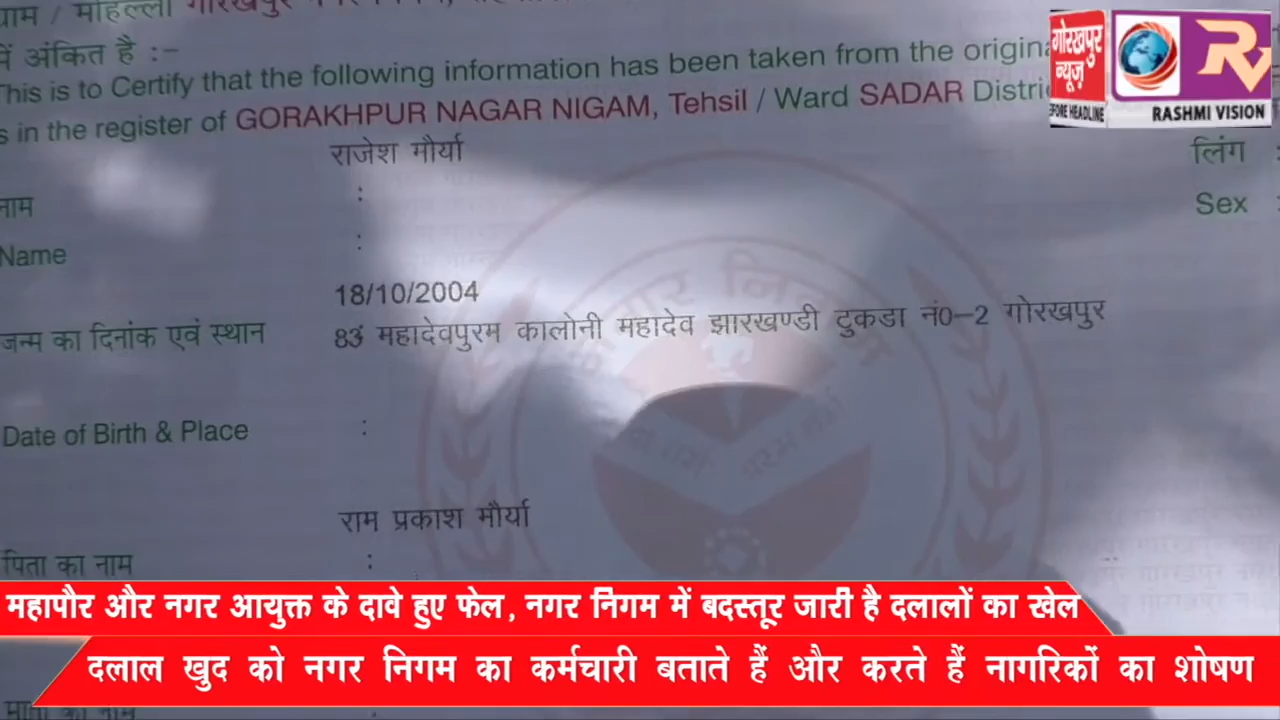 ग्राम / मोहल्ला गोरखपुर
में अंकित है :–
This is to Certify that the following information has been taken from the origina
s in the register of GORAKHPUR NAGAR NIGAM, Tehsil / Ward SADAR Distri
गोरखपुर न्यूज़
RASHMI VISION
राजेश मौर्या
लिंग :
नाम :
Sex :
Name :
18/10/2004
जन्म का दिनांक एवं स्थान
महादेवपुरम कालोनी महादेव झारखण्डी टुकडा नं0–2 गोरखपुर
Date of Birth & Place :
राम प्रकाश मौर्या
पिता का नाम :
महापौर और नगर आयुक्त के दावे हुए फेल, नगर निगम में बदस्तूर जारी है दलालों का खेल
दलाल खुद को नगर निगम का कर्मचारी बताते हैं और करते हैं नागरिकों का शोषण